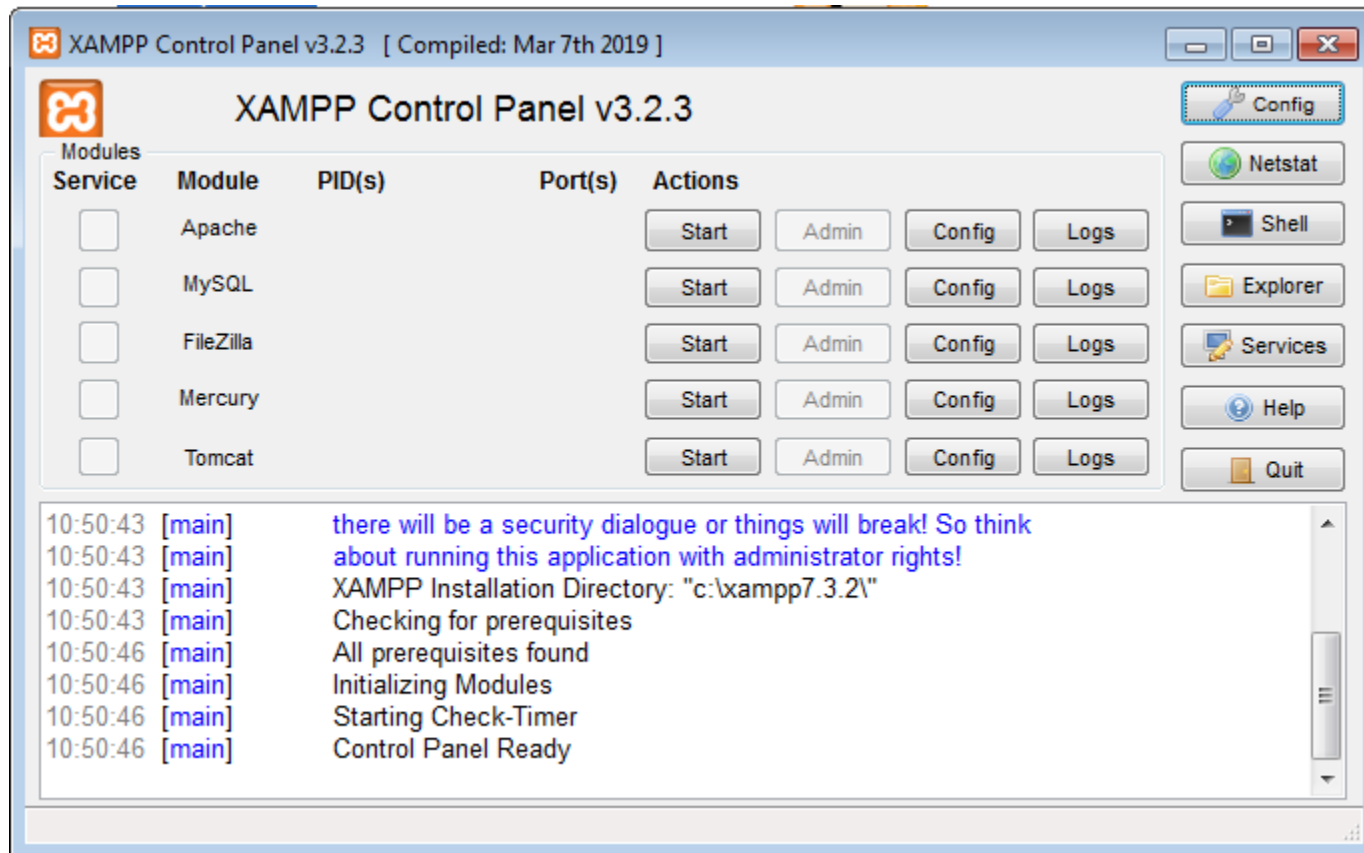 XAMPP Control Panel v3.2.3 [ Compiled: Mar 7th 2019 ]
XAMPP Control Panel v3.2.3
Config
Modules
Service Module PID(s) Port(s) Actions
Netstat
Apache Start Admin Config Logs
Shell
MySQL Start Admin Config Logs
Explorer
FileZilla Start Admin Config Logs
Services
Mercury Start Admin Config Logs
Help
Tomcat Start Admin Config Logs
Quit
10:50:43 [main] there will be a security dialogue or things will break! So think
10:50:43 [main] about running this application with administrator rights!
10:50:43 [main] XAMPP Installation Directory: "c:\xampp7.3.2\"
10:50:43 [main] Checking for prerequisites
10:50:46 [main] All prerequisites found
10:50:46 [main] Initializing Modules
10:50:46 [main] Starting Check-Timer
10:50:46 [main] Control Panel Ready